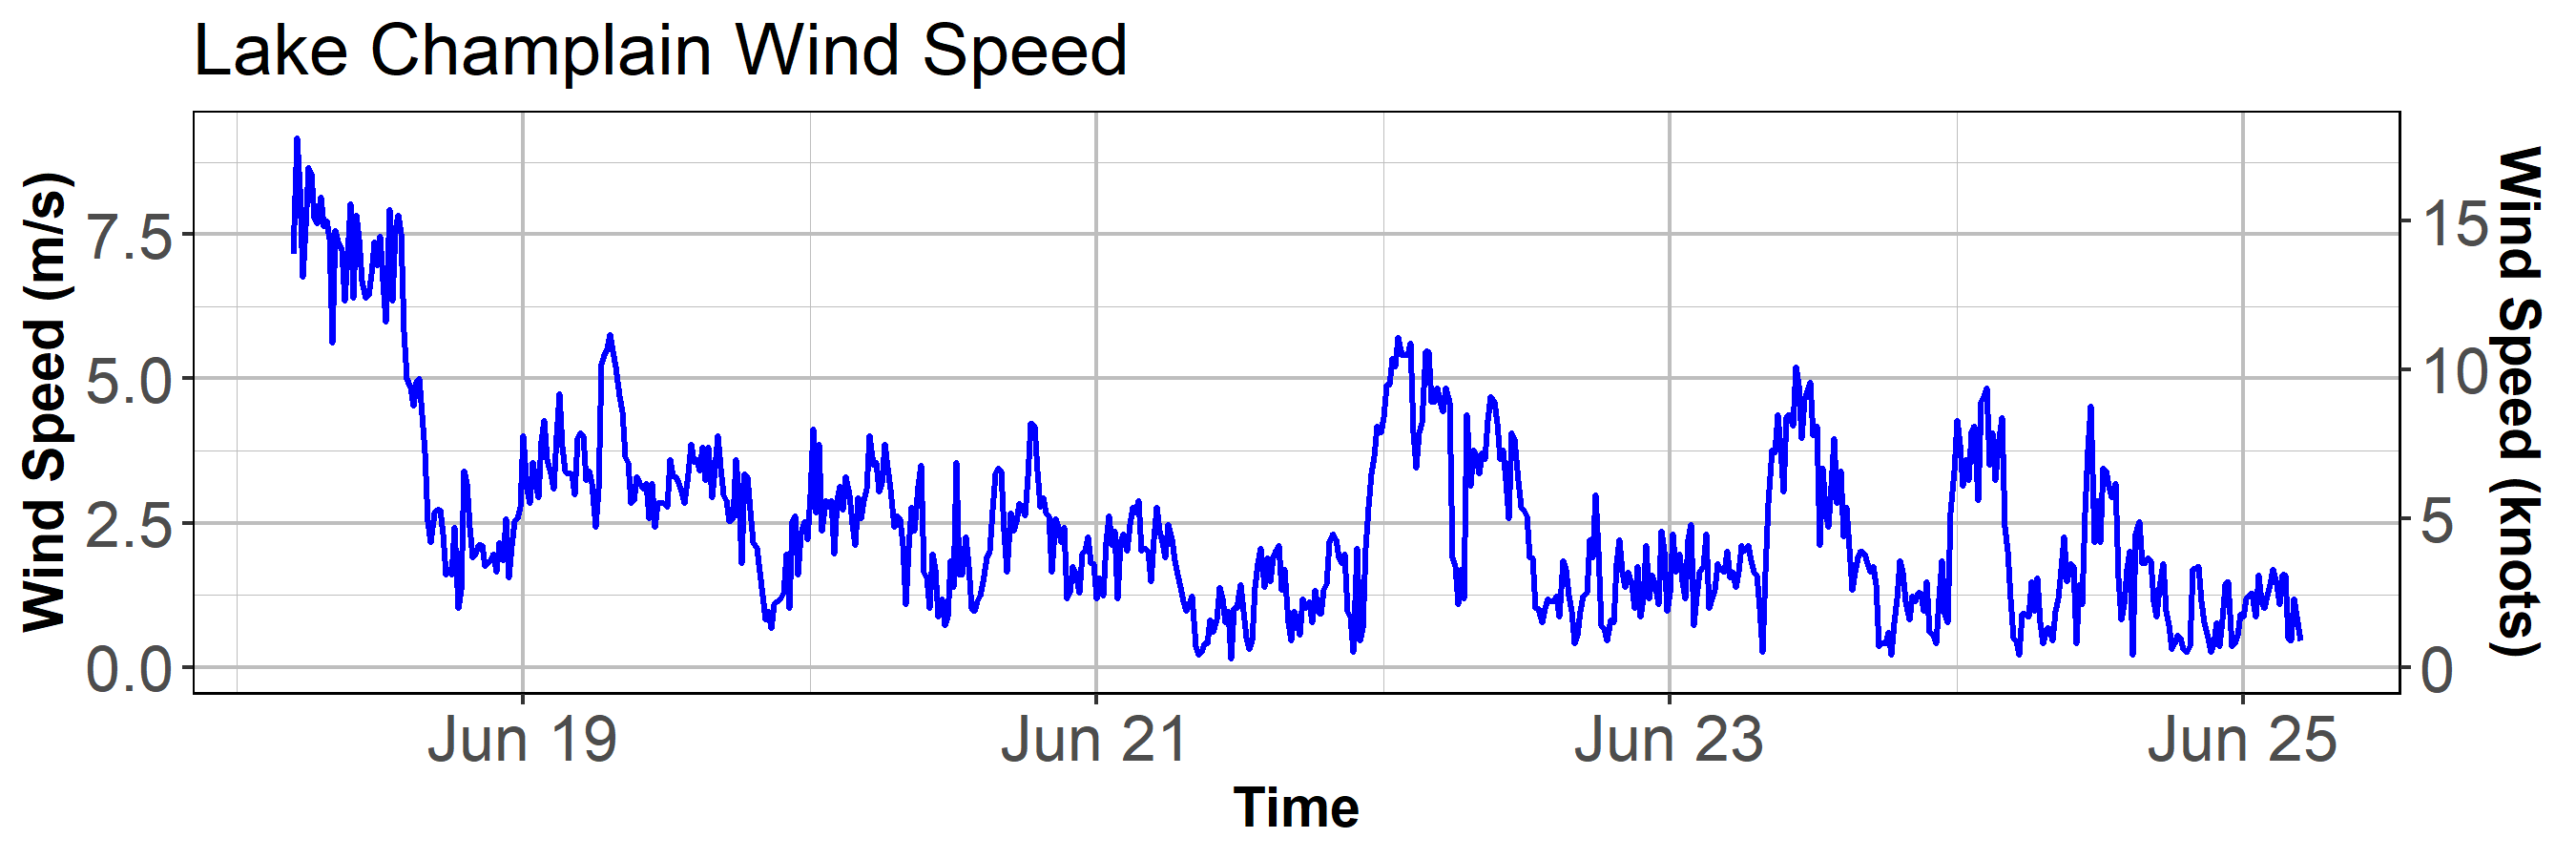 Lake Champlain Wind Speed
Wind Speed (m/s)
7.5
5.0
2.5
0.0
15
10
5
0
Wind Speed (knots)
Jun 19
Jun 21
Jun 23
Jun 25
Time